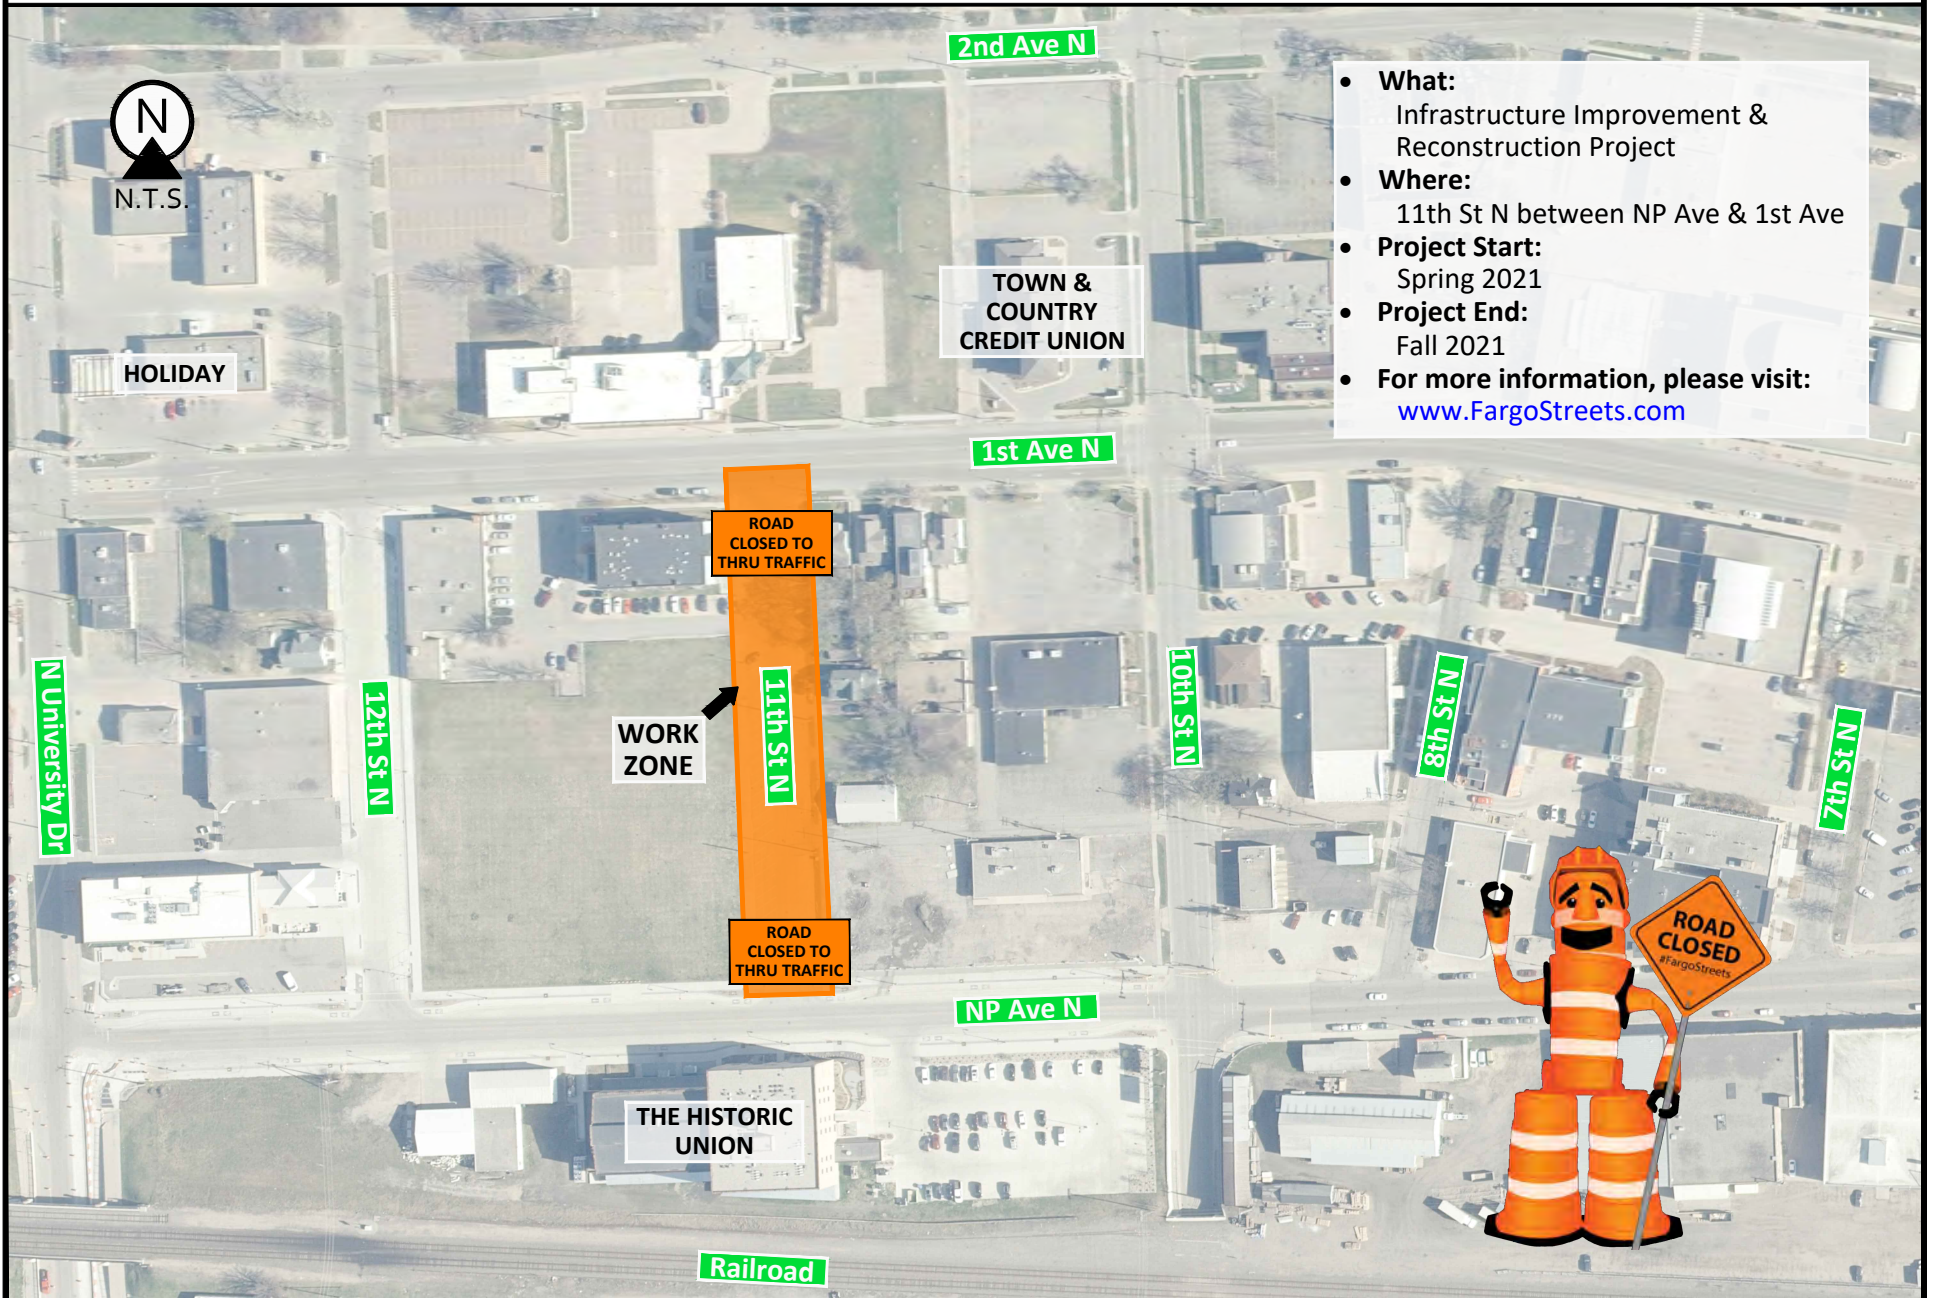 2nd Ave N
N
N.T.S.
• What:
Infrastructure Improvement &
Reconstruction Project
• Where:
11th St N between NP Ave & 1st Ave
• Project Start:
Spring 2021
• Project End:
Fall 2021
• For more information, please visit:
www.FargoStreets.com
TOWN &
COUNTRY
CREDIT UNION
HOLIDAY
1st Ave N
ROAD
CLOSED TO
THRU TRAFFIC
N University Dr
12th St N
WORK
ZONE
11th St N
10th St N
8th St N
7th St N
ROAD
CLOSED TO
THRU TRAFFIC
ROAD
CLOSED
#FargoStreets
NP Ave N
THE HISTORIC
UNION
Railroad